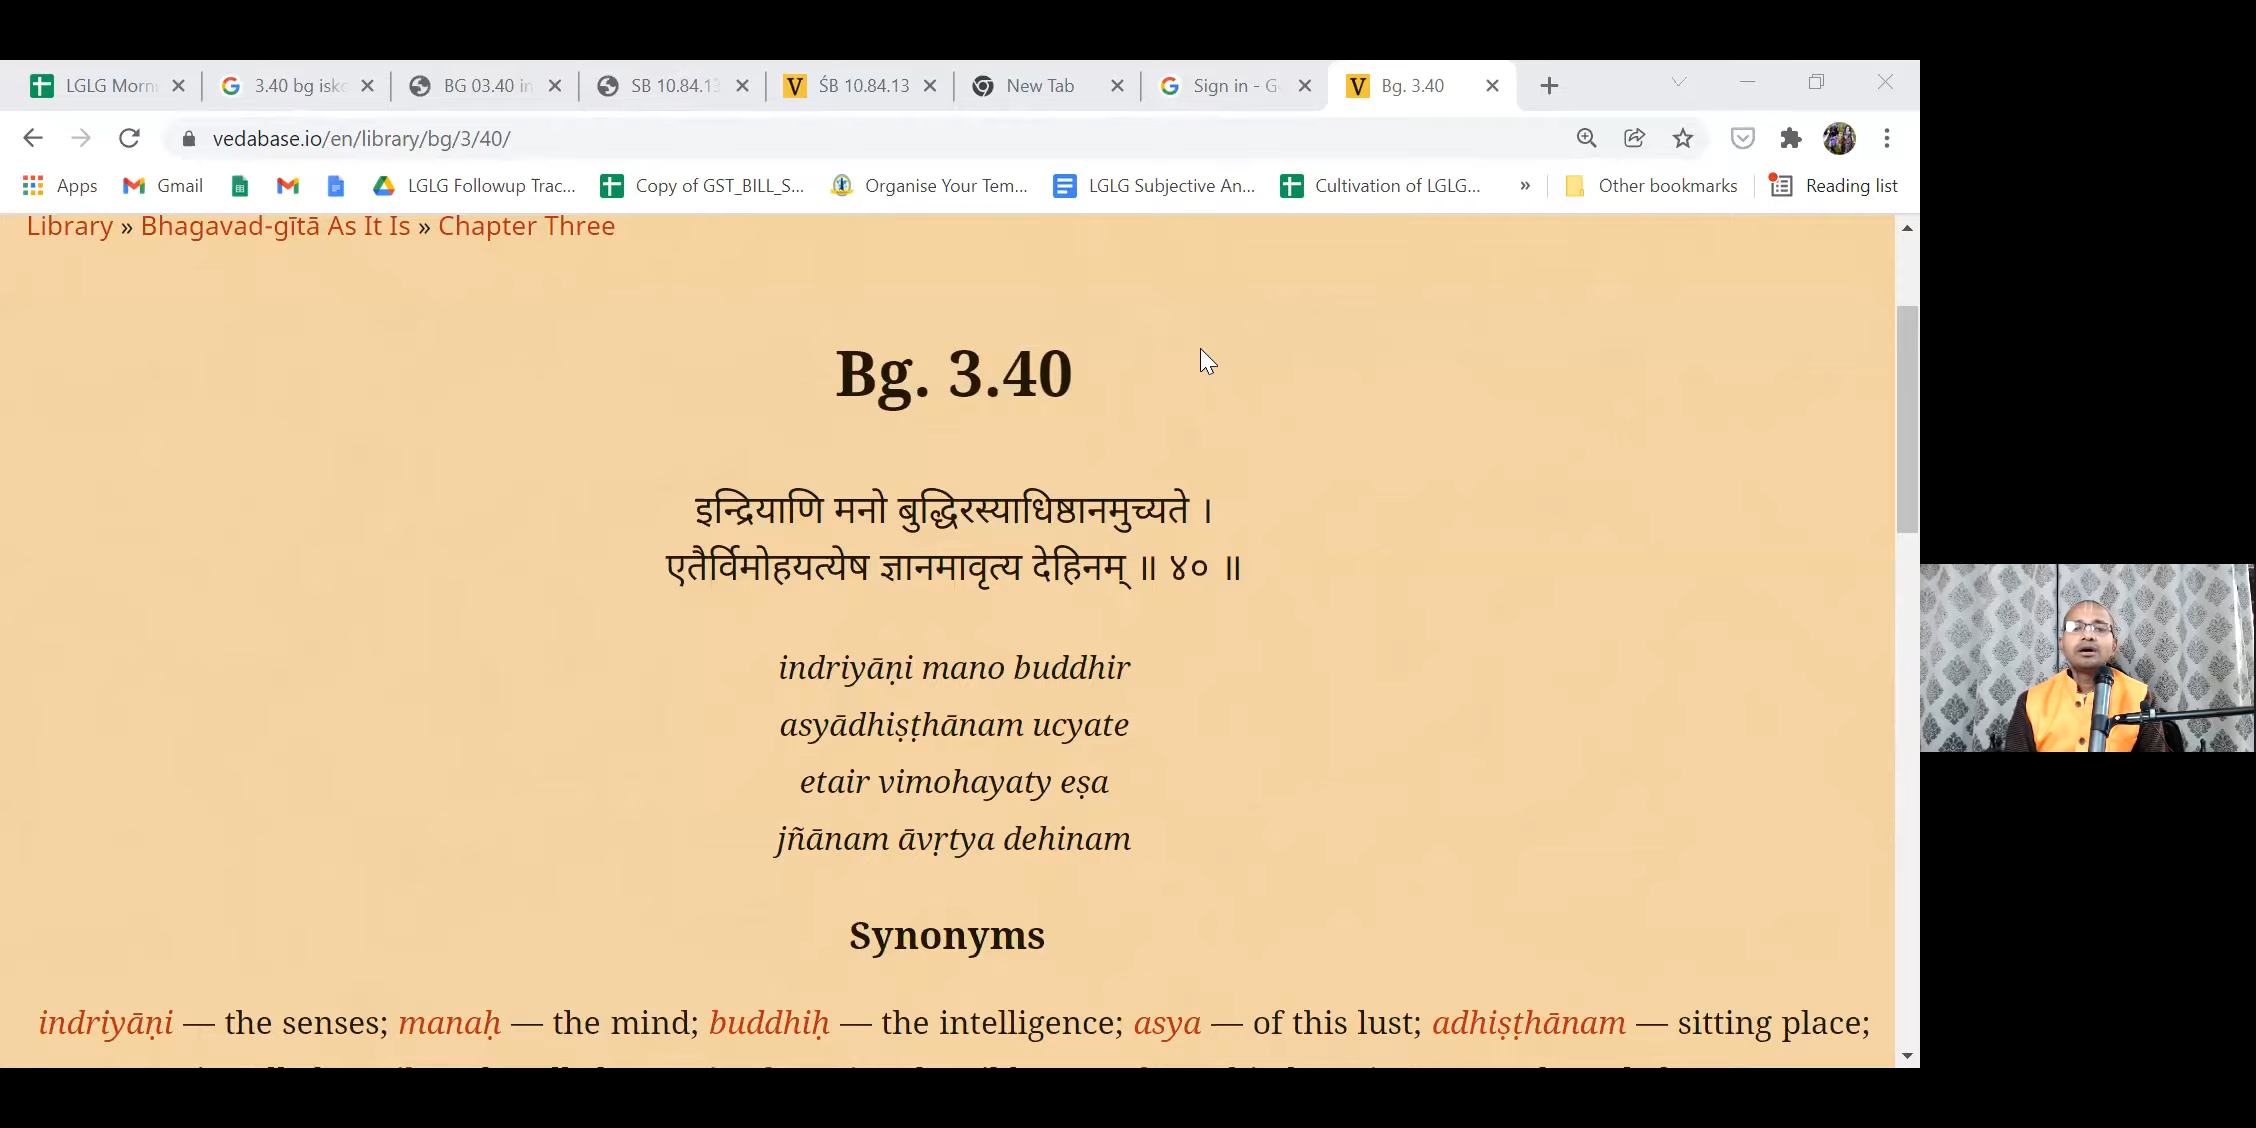 LGLG Morn
3.40 bg iskc
BG 03.40 in
SB 10.84.13
ŚB 10.84.13
New Tab
Sign in - G
Bg. 3.40
vedabase.io/en/library/bg/3/40/
Apps
Gmail
LGLG Followup Trac...
Copy of GST_BILL_S...
Organise Your Tem...
LGLG Subjective An...
Cultivation of LGLG...
»
Other bookmarks
Reading list
Library » Bhagavad-gītā As It Is » Chapter Three
Bg. 3.40
इन्द्रियाणि मनो बुद्धिरस्याधिष्ठानमुच्यते ।
एतैर्विमोहयत्येष ज्ञानमावृत्य देहिनम् ॥ ४० ॥
indriyāṇi mano buddhir
asyādhiṣṭhānam ucyate
etair vimohayaty eṣa
jñānam āvṛtya dehinam
Synonyms
indriyāṇi — the senses; manaḥ — the mind; buddhiḥ — the intelligence; asya — of this lust; adhiṣṭhānam — sitting place;